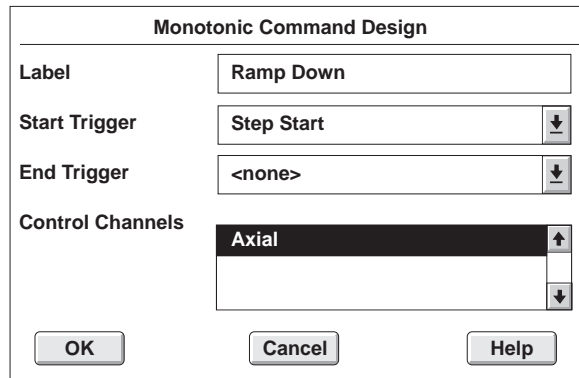 Monotonic Command Design
Label Ramp Down
Start Trigger Step Start
End Trigger <none>
Control Channels
Axial
OK Cancel Help